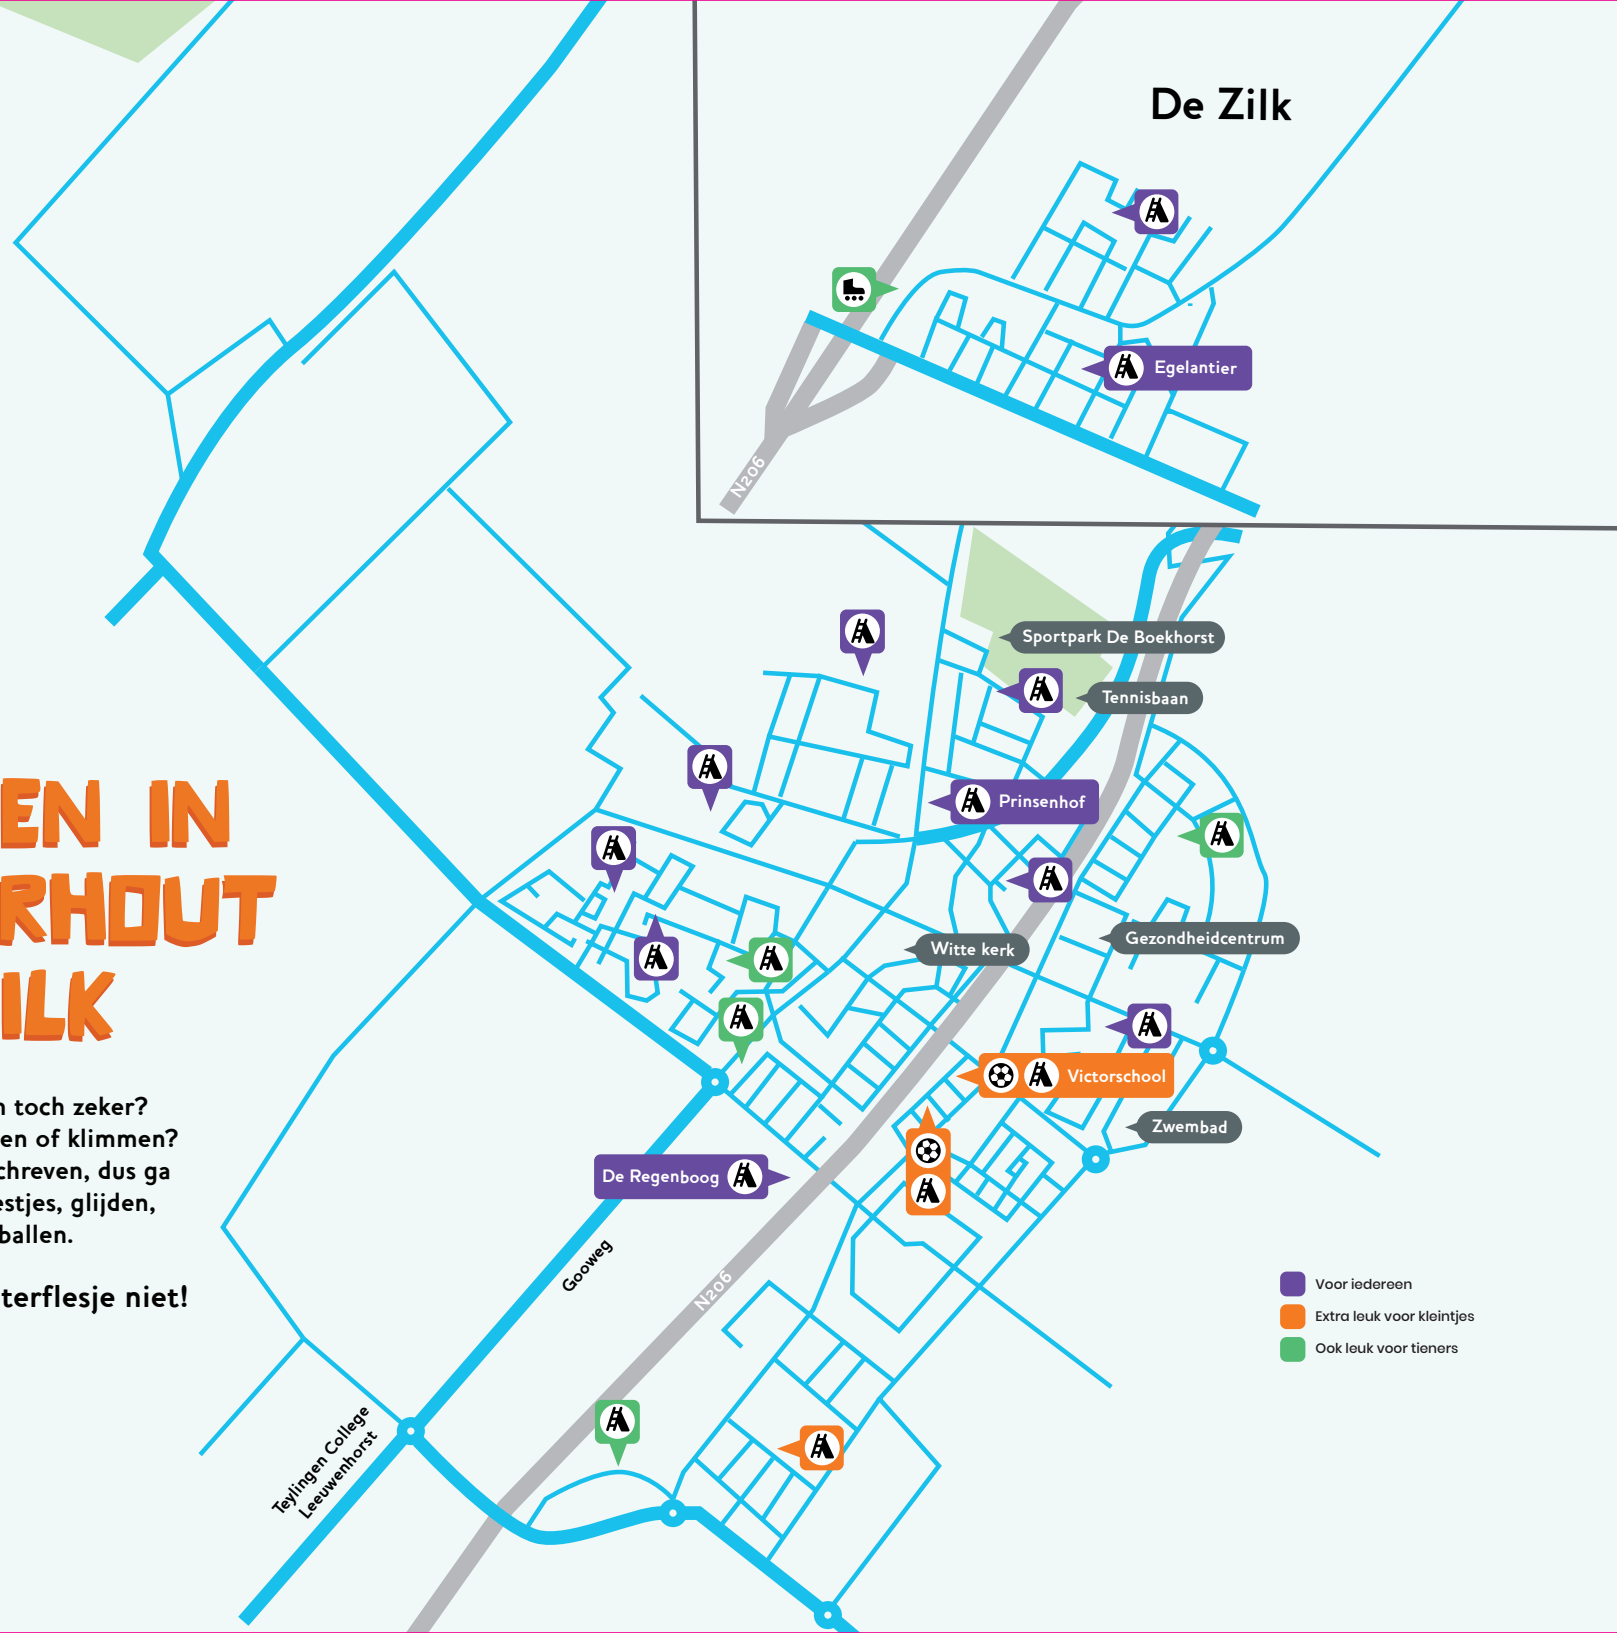 De Zilk
Egelantier
N206
Sportpark De Boekhorst
Tennisbaan
Prinsenhof
EN IN
RHOUT
ILK
Witte kerk
Gezondheidcentrum
Victorschool
Zwembad
De Regenboog
toch zeker?
en of klimmen?
chreven, dus ga
estjes, glijden,
ballen.
terflesje niet!
Gooweg
N206
Teylingen College
Leeuwenhorst
Voor iedereen
Extra leuk voor kleintjes
Ook leuk voor tieners